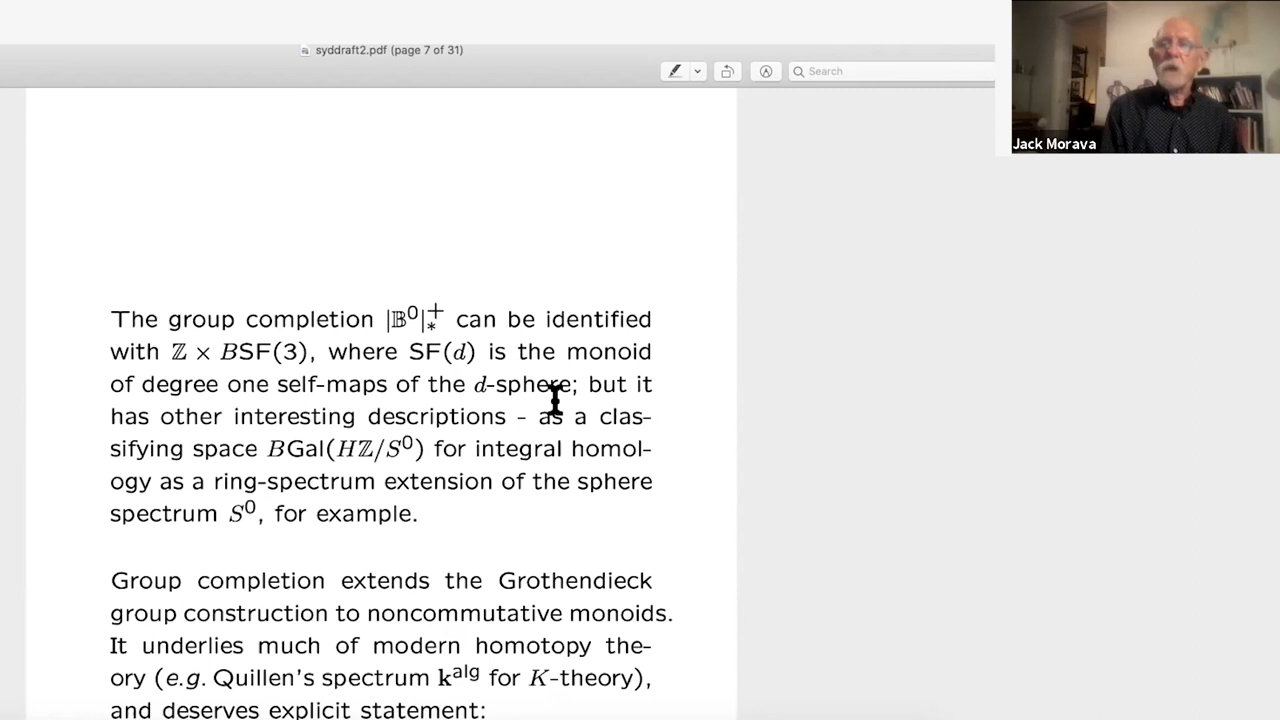 syddraft2.pdf (page 7 of 31)
Search
Jack Morava
The group completion |𝔹⁰|⁺_* can be identified
with ℤ × BSF(3), where SF(d) is the monoid
of degree one self-maps of the d-sphere; but it
has other interesting descriptions - as a clas-
sifying space BGal(Hℤ/S⁰) for integral homol-
ogy as a ring-spectrum extension of the sphere
spectrum S⁰, for example.
Group completion extends the Grothendieck
group construction to noncommutative monoids.
It underlies much of modern homotopy the-
ory (e.g. Quillen's spectrum k^alg for K-theory),
and deserves explicit statement: